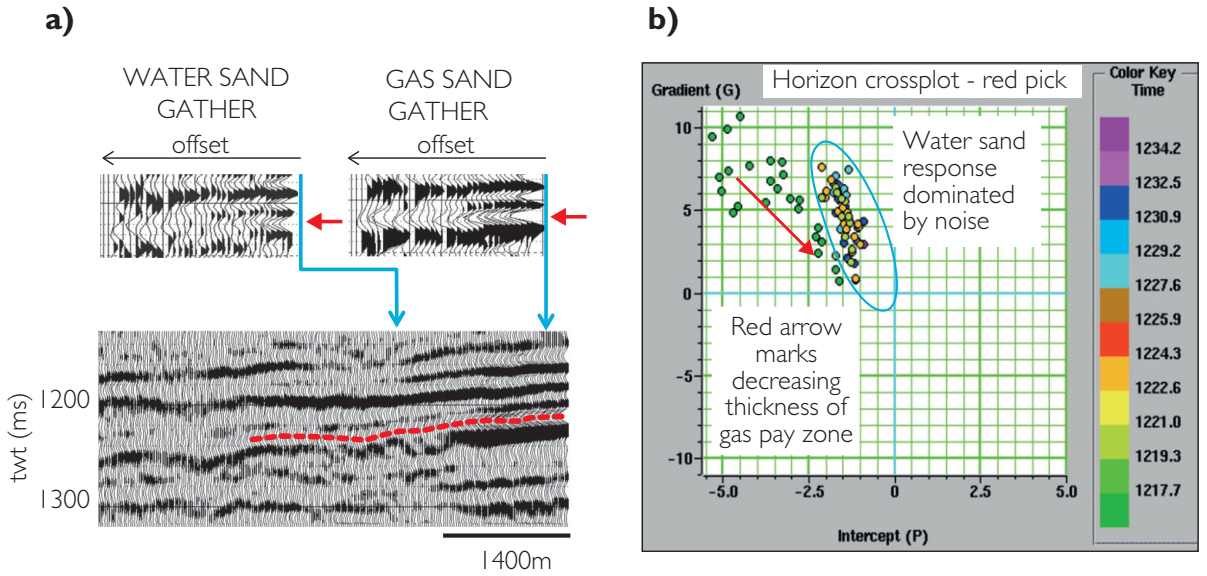 a)
WATER SAND
GATHER
offset
GAS SAND
GATHER
offset
twt (ms)
1200
1300
1400m
b)
Horizon crossplot - red pick
Gradient (G)
10
5
0
-5
-10
-5.0
-2.5
0
2.5
5.0
Intercept (P)
Water sand
response
dominated
by noise
Red arrow
marks
decreasing
thickness of
gas pay zone
Color Key
Time
1234.2
1232.5
1230.9
1229.2
1227.6
1225.9
1224.3
1222.6
1221.0
1219.3
1217.7